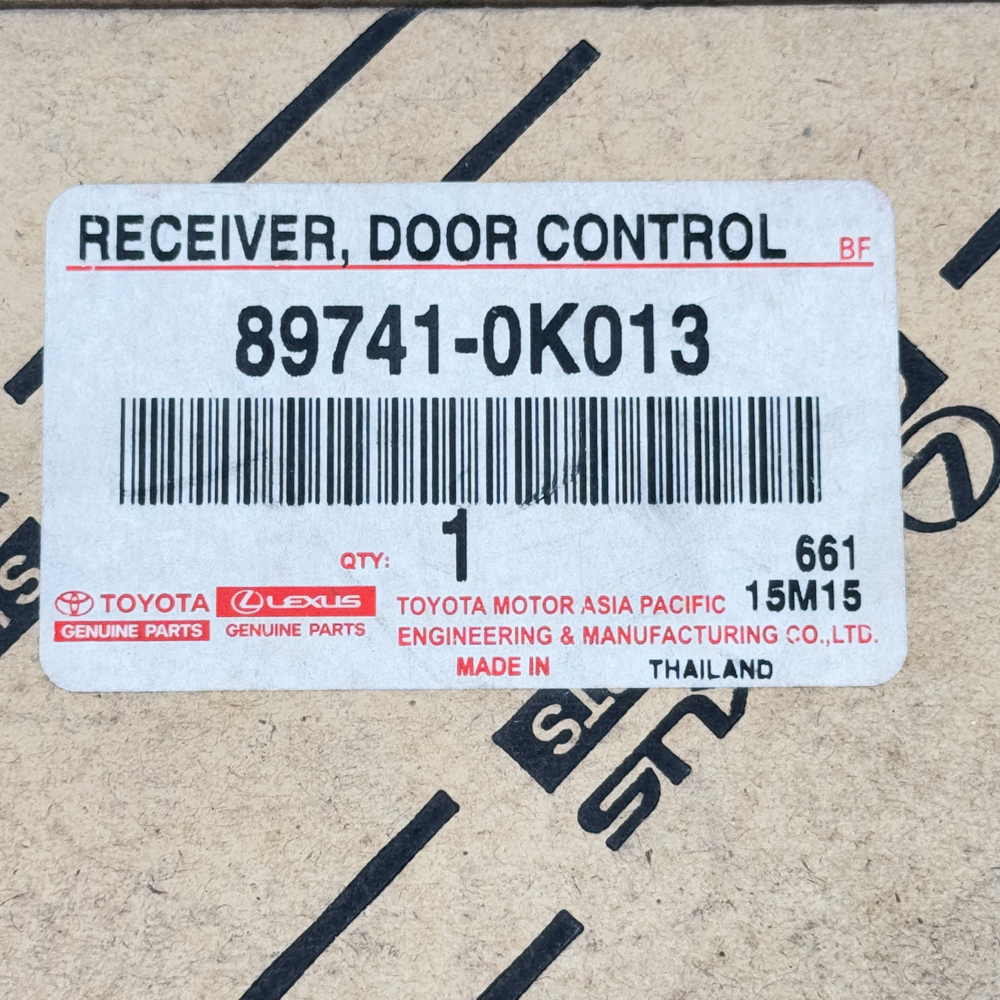 RECEIVER, DOOR CONTROL BF
89741-0K013
QTY: 1
661
15M15
TOYOTA LEXUS
GENUINE PARTS GENUINE PARTS
TOYOTA MOTOR ASIA PACIFIC
ENGINEERING & MANUFACTURING CO.,LTD.
MADE IN THAILAND